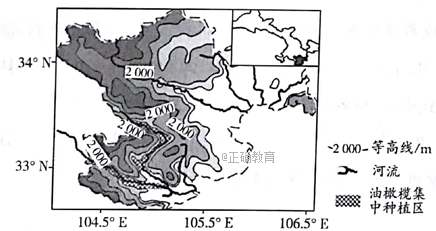 34° N
33° N
2 000
2 000
2 000
2 000
2 000
@正确教育
104.5° E
105.5° E
106.5° E
2 000 等高线/m
河流
油橄榄集
中种植区